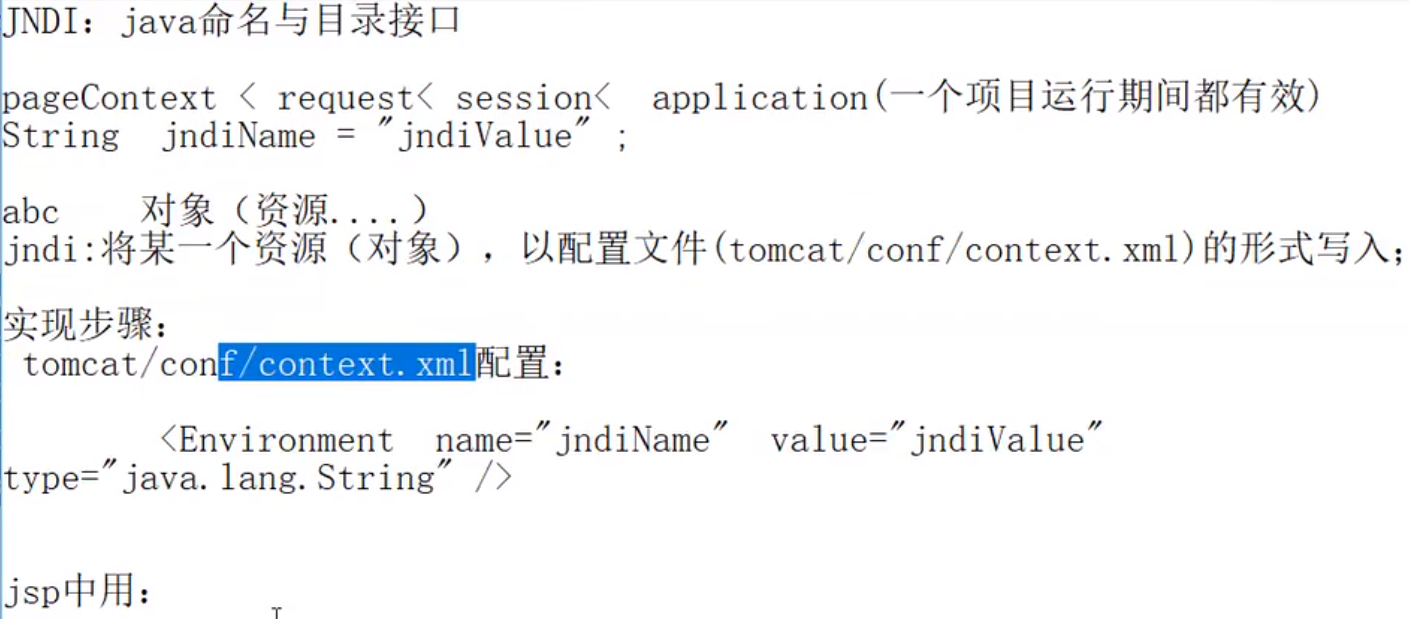 JNDI：java命名与目录接口
pageContext < request< session<  application(一个项目运行期间都有效)
String  jndiName = "jndiValue" ;
abc    对象（资源....）
jndi:将某一个资源（对象），以配置文件(tomcat/conf/context.xml)的形式写入；
实现步骤：
tomcat/conf/context.xml配置：
<Environment  name="jndiName"  value="jndiValue"
type="java.lang.String" />
jsp中用：